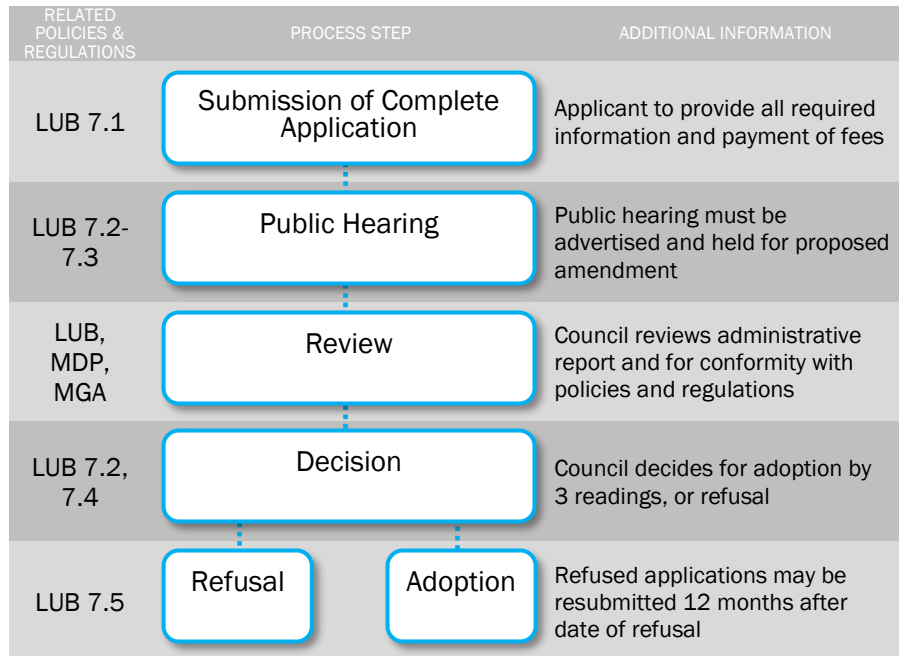 RELATED
POLICIES &
REGULATIONS
PROCESS STEP
ADDITIONAL INFORMATION
LUB 7.1
Submission of Complete
Application
Applicant to provide all required
information and payment of fees
LUB 7.2-
7.3
Public Hearing
Public hearing must be
advertised and held for proposed
amendment
LUB,
MDP,
MGA
Review
Council reviews administrative
report and for conformity with
policies and regulations
LUB 7.2,
7.4
Decision
Council decides for adoption by
3 readings, or refusal
LUB 7.5
Refusal
Adoption
Refused applications may be
resubmitted 12 months after
date of refusal